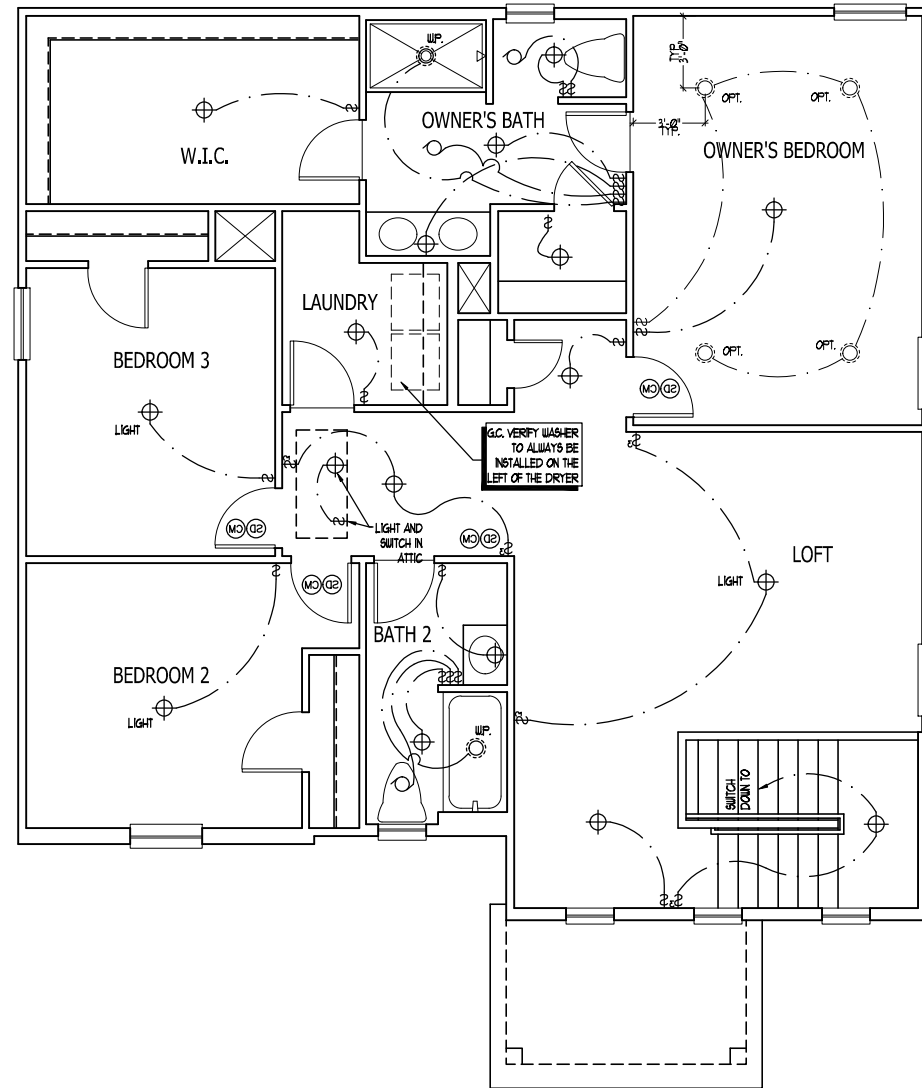 W.P.
TYP.
3'-0"
OPT.
OPT.
OWNER'S BATH
3'-0"
TYP.
OWNER'S BEDROOM
W.I.C.
LAUNDRY
BEDROOM 3
OPT.
OPT.
CM SD
LIGHT
G.C. VERIFY WASHER
TO ALWAYS BE
INSTALLED ON THE
LEFT OF THE DRYER
CM SD
LIGHT AND
SWITCH IN
ATTIC
CM SD
LOFT
LIGHT
CM SD
BATH 2
BEDROOM 2
LIGHT
W.P.
SWITCH
DOWN TO